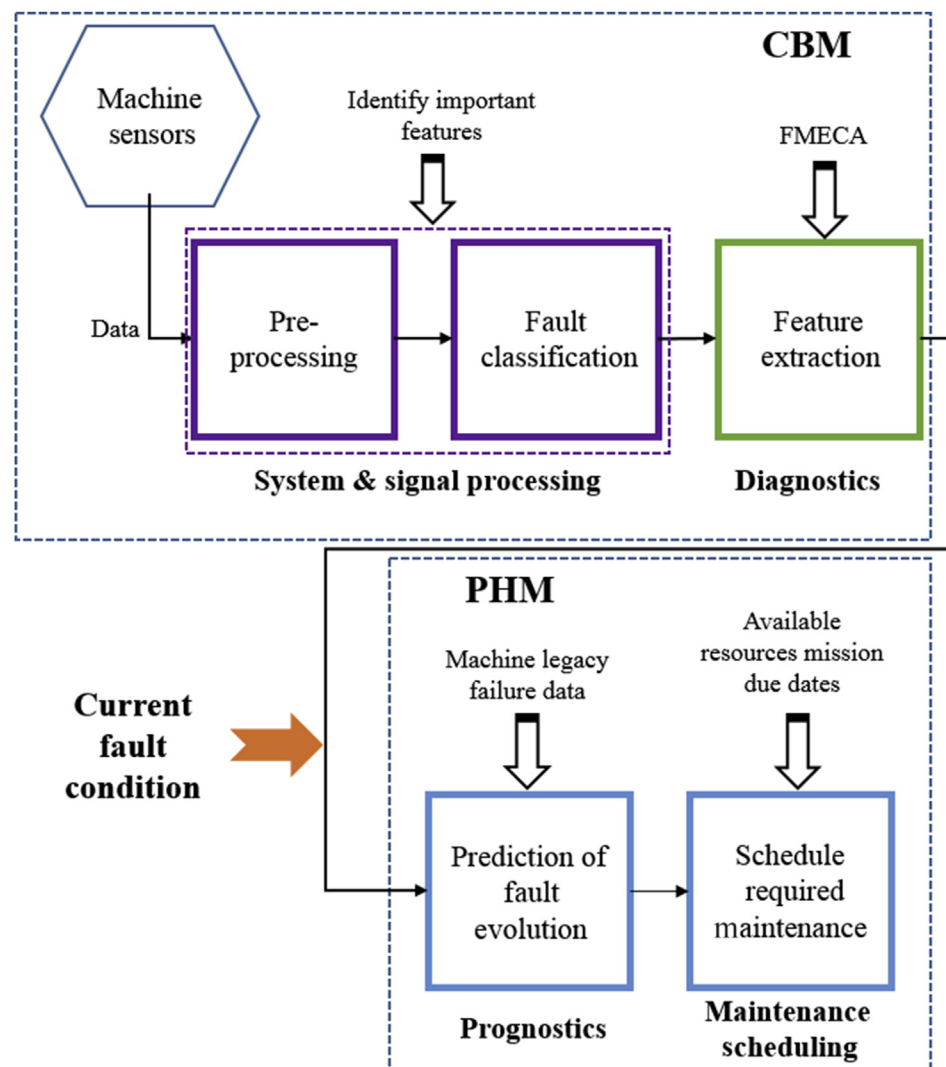 CBM
Machine
sensors
Identify important
features
FMECA
Data
Pre-
processing
Fault
classification
Feature
extraction
System & signal processing
Diagnostics
PHM
Machine legacy
failure data
Available
resources mission
due dates
Current
fault
condition
Prediction of
fault
evolution
Schedule
required
maintenance
Prognostics
Maintenance
scheduling